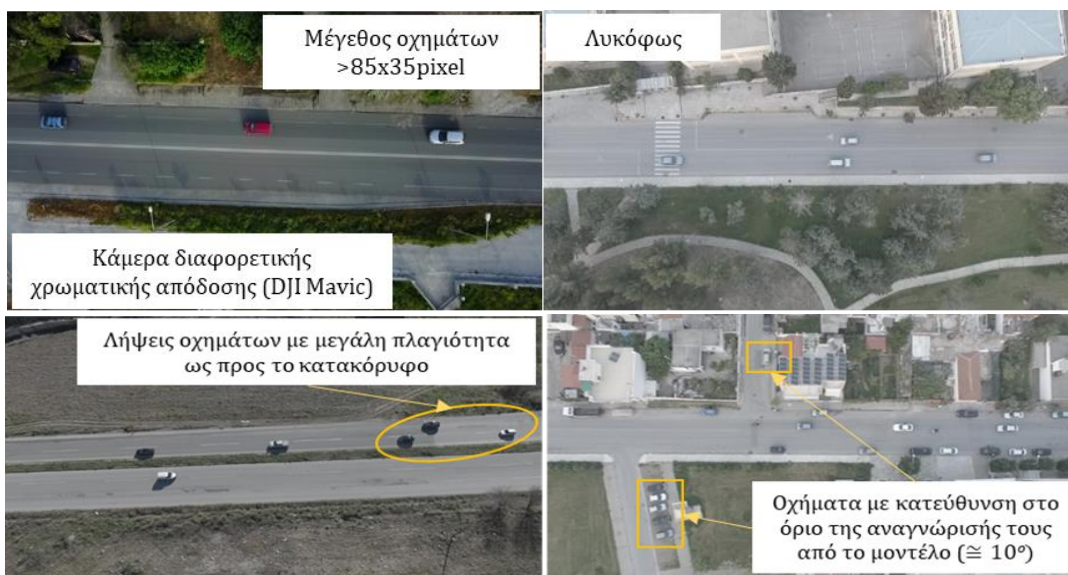 Μέγεθος οχημάτων
>85x35pixel
Λυκόφως
Κάμερα διαφορετικής
χρωματικής απόδοσης (DJI Mavic)
Λήψεις οχημάτων με μεγάλη πλαγιότητα
ως προς το κατακόρυφο
Οχήματα με κατεύθυνση στο
όριο της αναγνώρισής τους
από το μοντέλο (≅ 10ᵒ)